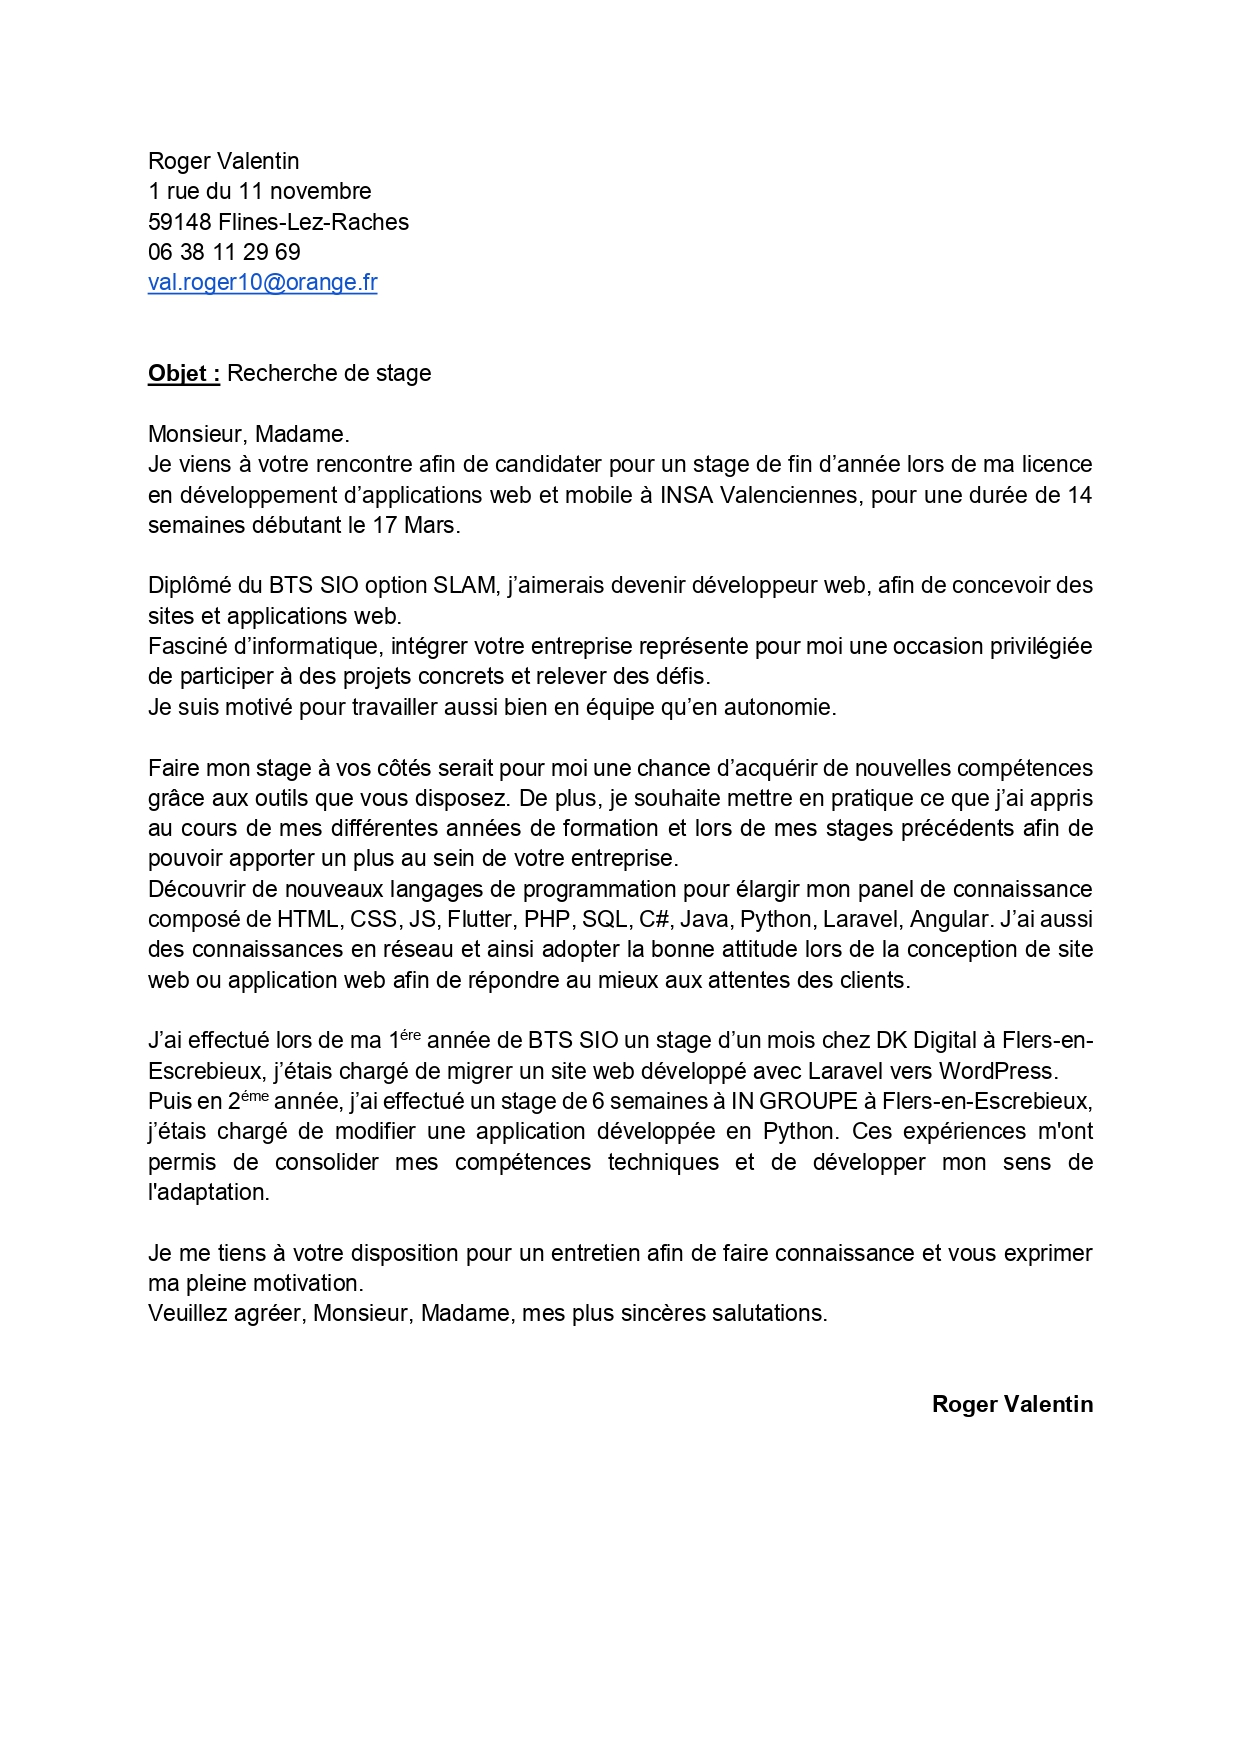 Roger Valentin
1 rue du 11 novembre
59148 Flines-Lez-Raches
06 38 11 29 69
val.roger10@orange.fr
Objet : Recherche de stage
Monsieur, Madame.
Je viens à votre rencontre afin de candidater pour un stage de fin d’année lors de ma licence
en développement d’applications web et mobile à INSA Valenciennes, pour une durée de 14
semaines débutant le 17 Mars.
Diplômé du BTS SIO option SLAM, j’aimerais devenir développeur web, afin de concevoir des
sites et applications web.
Fasciné d’informatique, intégrer votre entreprise représente pour moi une occasion privilégiée
de participer à des projets concrets et relever des défis.
Je suis motivé pour travailler aussi bien en équipe qu’en autonomie.
Faire mon stage à vos côtés serait pour moi une chance d’acquérir de nouvelles compétences
grâce aux outils que vous disposez. De plus, je souhaite mettre en pratique ce que j’ai appris
au cours de mes différentes années de formation et lors de mes stages précédents afin de
pouvoir apporter un plus au sein de votre entreprise.
Découvrir de nouveaux langages de programmation pour élargir mon panel de connaissance
composé de HTML, CSS, JS, Flutter, PHP, SQL, C#, Java, Python, Laravel, Angular. J’ai aussi
des connaissances en réseau et ainsi adopter la bonne attitude lors de la conception de site
web ou application web afin de répondre au mieux aux attentes des clients.
J’ai effectué lors de ma 1ére année de BTS SIO un stage d’un mois chez DK Digital à Flers-en-
Escrebieux, j’étais chargé de migrer un site web développé avec Laravel vers WordPress.
Puis en 2éme année, j’ai effectué un stage de 6 semaines à IN GROUPE à Flers-en-Escrebieux,
j’étais chargé de modifier une application développée en Python. Ces expériences m'ont
permis de consolider mes compétences techniques et de développer mon sens de
l'adaptation.
Je me tiens à votre disposition pour un entretien afin de faire connaissance et vous exprimer
ma pleine motivation.
Veuillez agréer, Monsieur, Madame, mes plus sincères salutations.
Roger Valentin